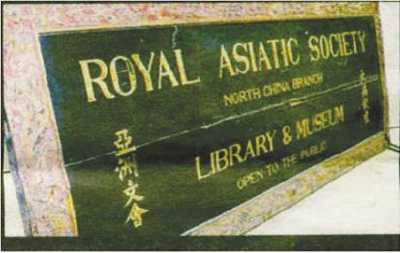 ROYAL ASIATIC SOCIETY
NORTH CHINA BRANCH
LIBRARY & MUSEUM
OPEN TO THE PUBLIC
亞洲文會